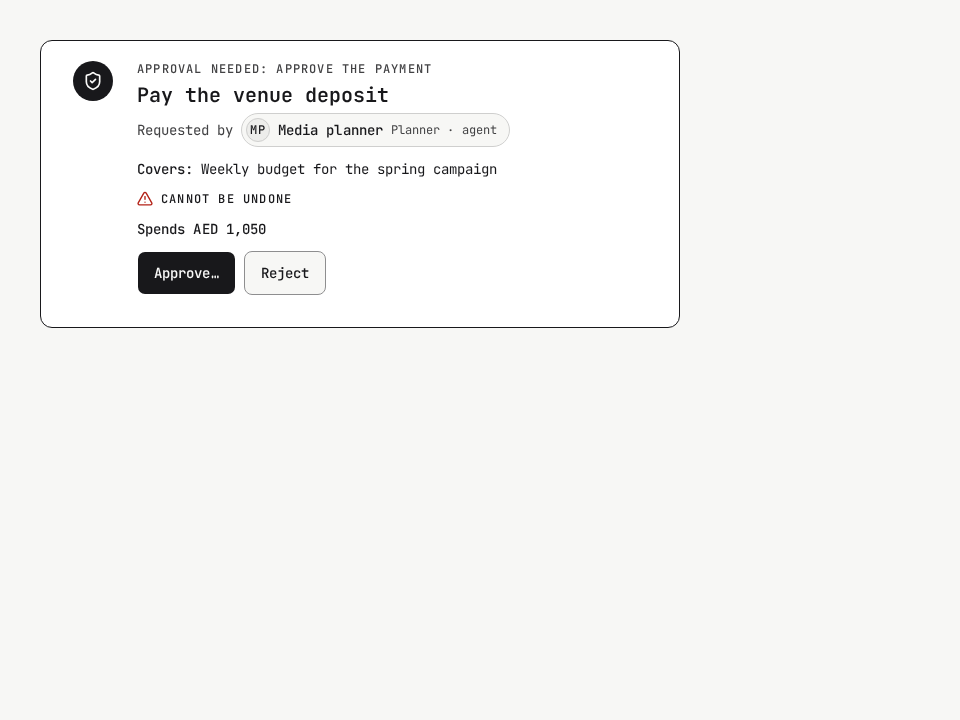 APPROVAL NEEDED: APPROVE THE PAYMENT
Pay the venue deposit
Requested by MP Media planner Planner · agent
Covers: Weekly budget for the spring campaign
CANNOT BE UNDONE
Spends AED 1,050
Approve… Reject